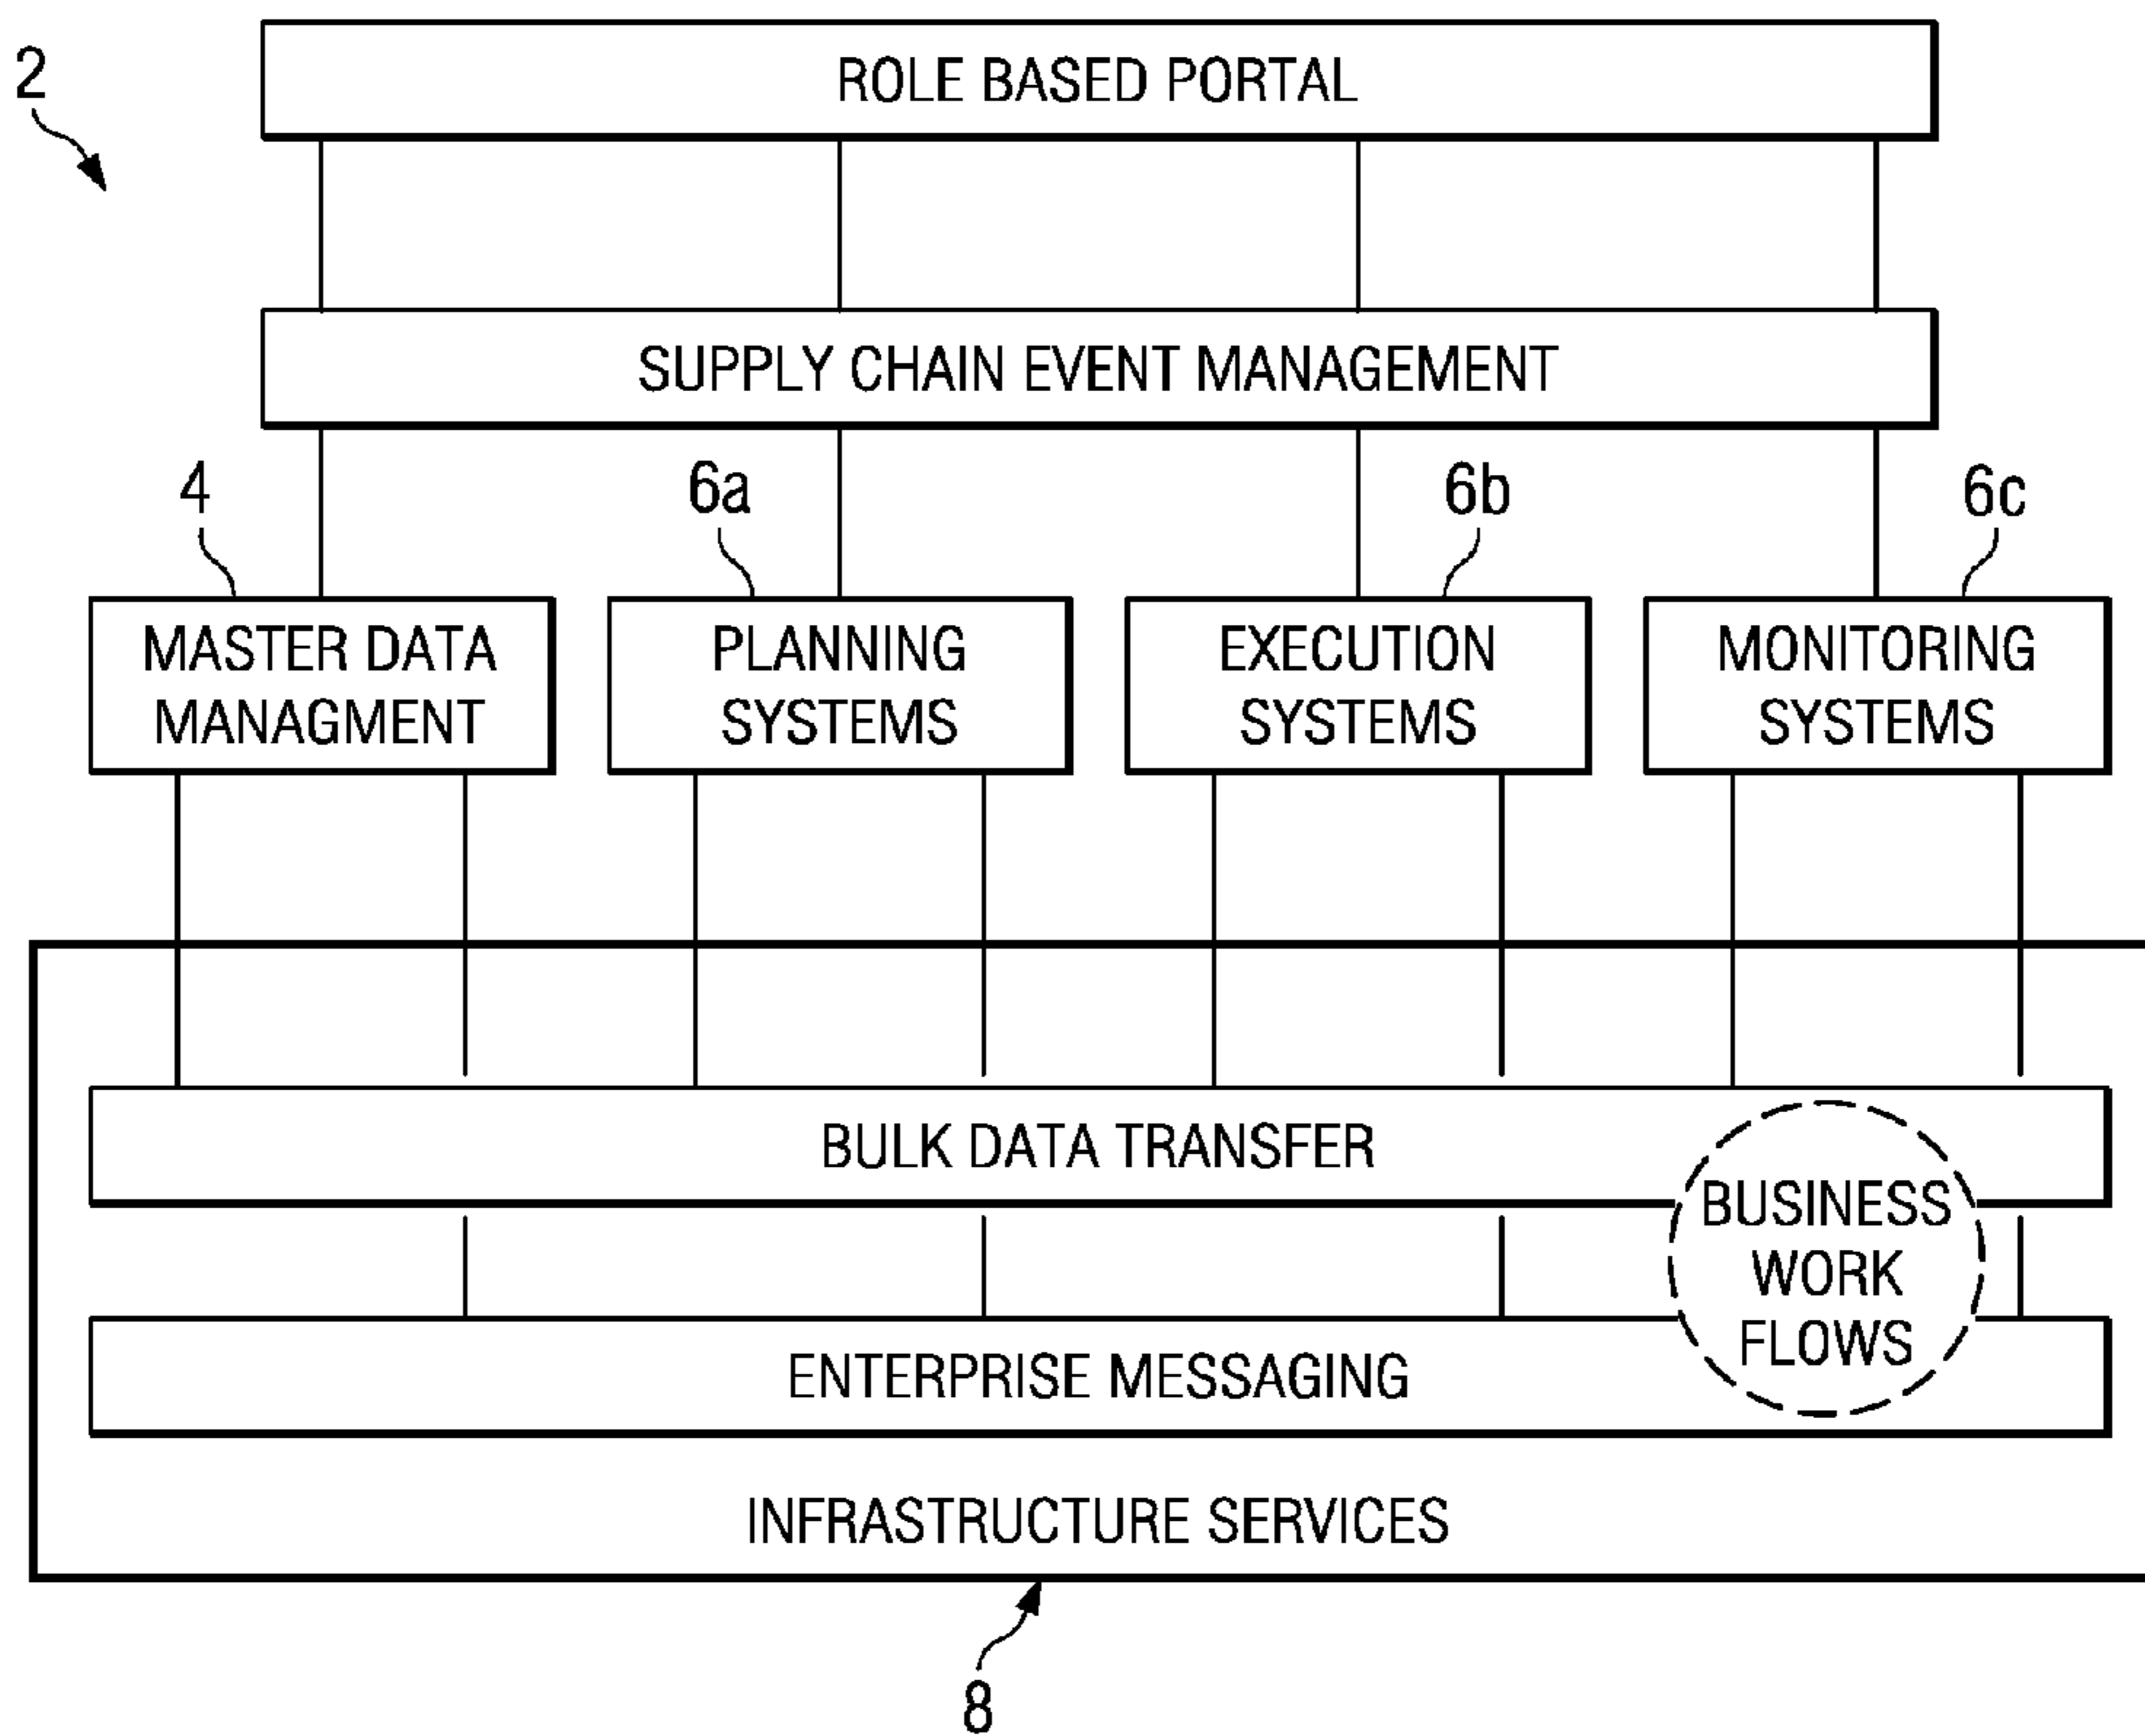 2
ROLE BASED PORTAL
SUPPLY CHAIN EVENT MANAGEMENT
4
6a
6b
6c
MASTER DATA
MANAGMENT
PLANNING
SYSTEMS
EXECUTION
SYSTEMS
MONITORING
SYSTEMS
BULK DATA TRANSFER
BUSINESS
WORK
FLOWS
ENTERPRISE MESSAGING
INFRASTRUCTURE SERVICES
8